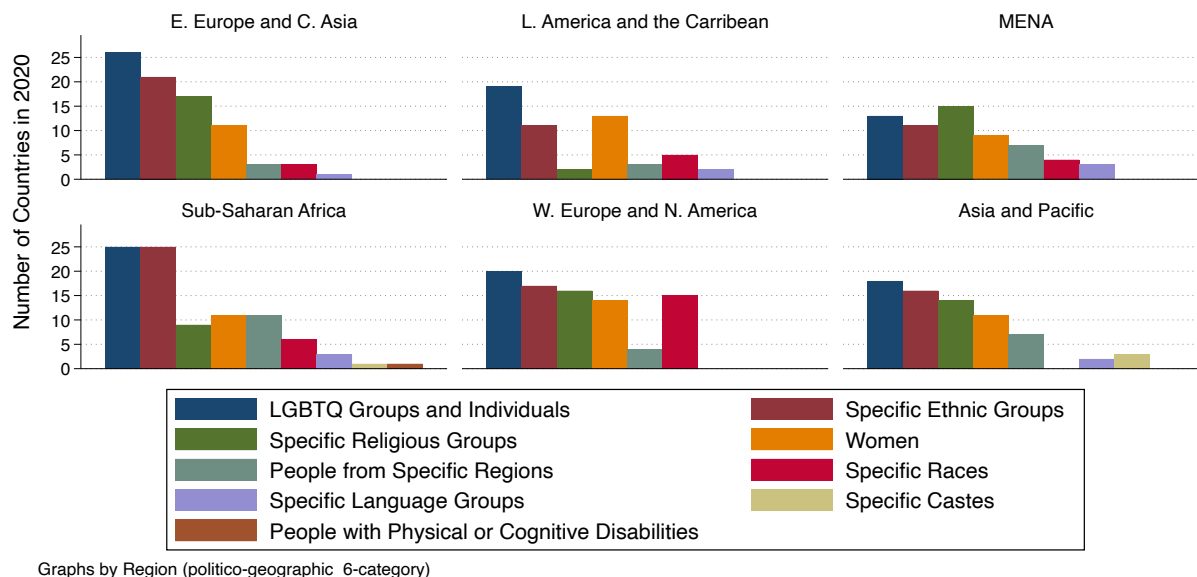 E. Europe and C. Asia
L. America and the Carribean
MENA
Number of Countries in 2020
25
20
15
10
5
0
Sub-Saharan Africa
W. Europe and N. America
Asia and Pacific
25
20
15
10
5
0
LGBTQ Groups and Individuals
Specific Ethnic Groups
Specific Religious Groups
Women
People from Specific Regions
Specific Races
Specific Language Groups
Specific Castes
People with Physical or Cognitive Disabilities
Graphs by Region (politico-geographic 6-category)